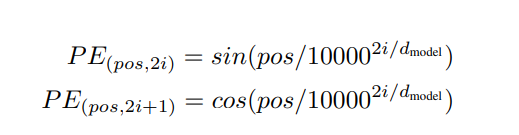 PE_{(pos,2i)} = sin(pos/10000^{2i/d_{model}})
PE_{(pos,2i+1)} = cos(pos/10000^{2i/d_{model}})